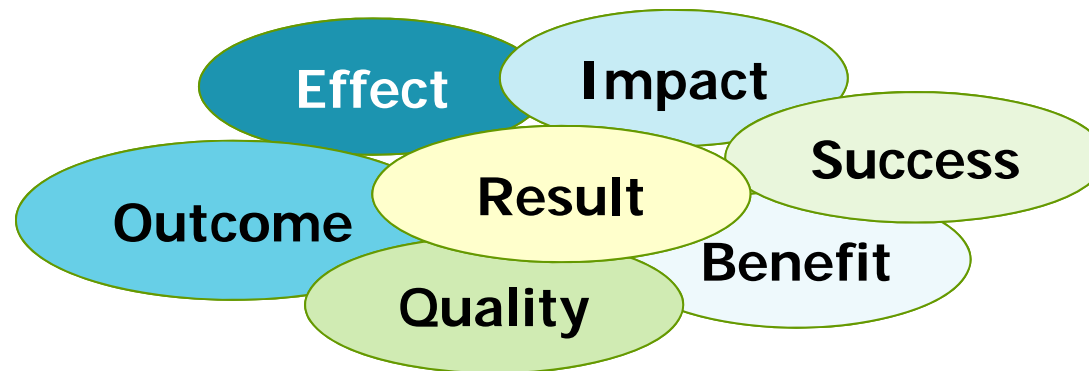 Effect
Impact
Success
Result
Outcome
Benefit
Quality